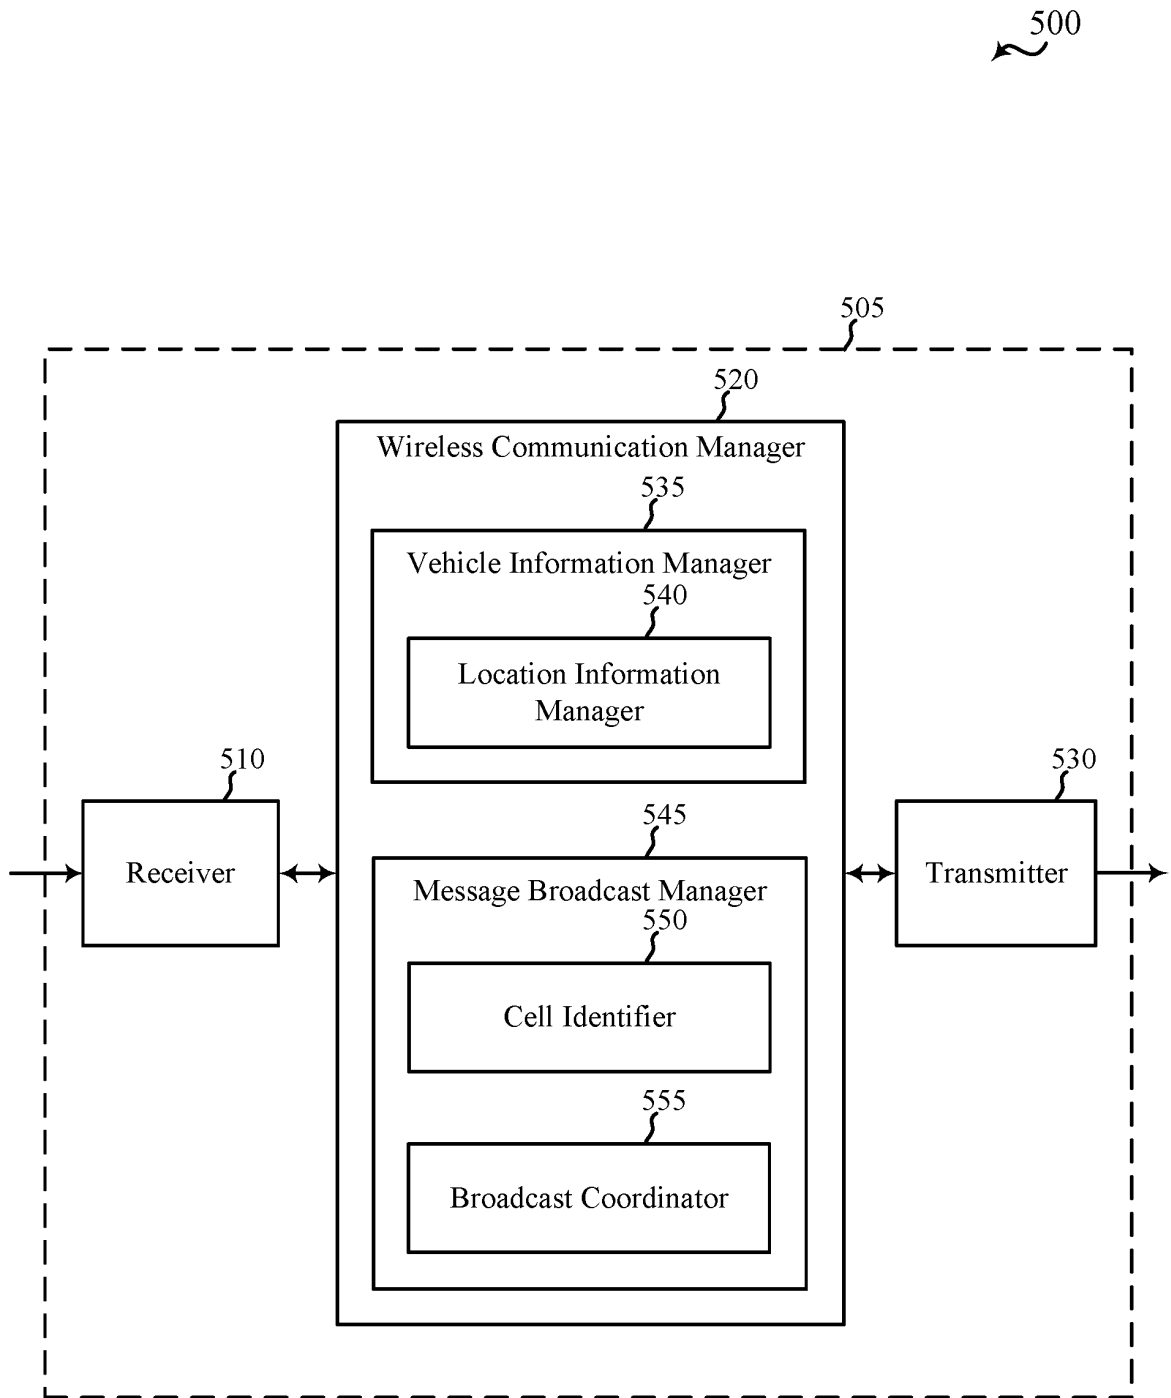 500
505
520
Wireless Communication Manager
535
Vehicle Information Manager
540
Location Information
Manager
510
Receiver
530
Transmitter
545
Message Broadcast Manager
550
Cell Identifier
555
Broadcast Coordinator